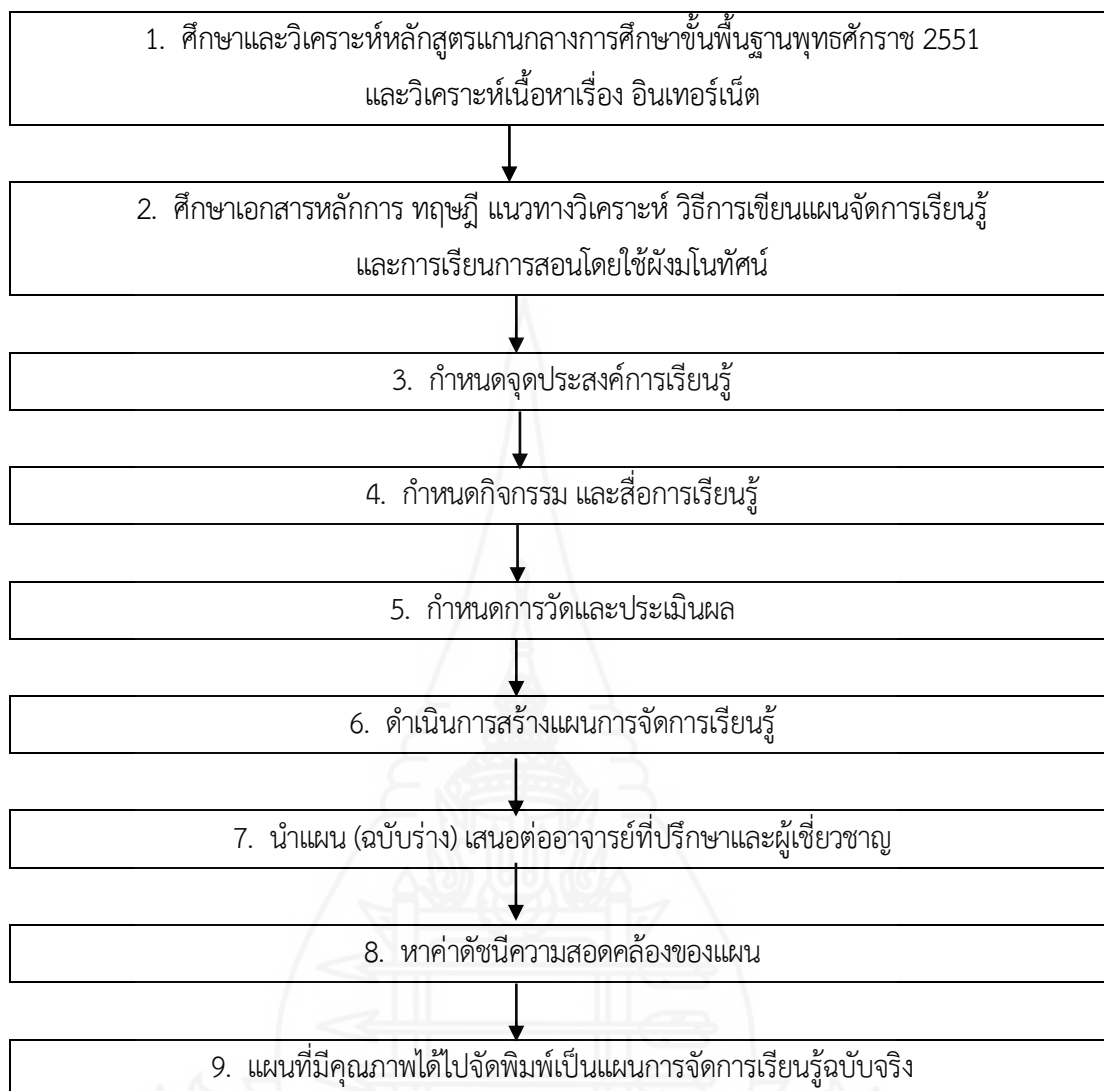 1. ศึกษาและวิเคราะห์หลักสูตรแกนกลางการศึกษาขั้นพื้นฐานพุทธศักราช 2551
และวิเคราะห์เนื้อหาเรื่อง อินเทอร์เน็ต
2. ศึกษาเอกสารหลักการ ทฤษฎี แนวทางวิเคราะห์ วิธีการเขียนแผนจัดการเรียนรู้
และการเรียนการสอนโดยใช้ผังมโนทัศน์
3. กำหนดจุดประสงค์การเรียนรู้
4. กำหนดกิจกรรม และสื่อการเรียนรู้
5. กำหนดการวัดและประเมินผล
6. ดำเนินการสร้างแผนการจัดการเรียนรู้
7. นำแผน (ฉบับร่าง) เสนอต่ออาจารย์ที่ปรึกษาและผู้เชี่ยวชาญ
8. หาค่าดัชนีความสอดคล้องของแผน
9. แผนที่มีคุณภาพได้ไปจัดพิมพ์เป็นแผนการจัดการเรียนรู้ฉบับจริง